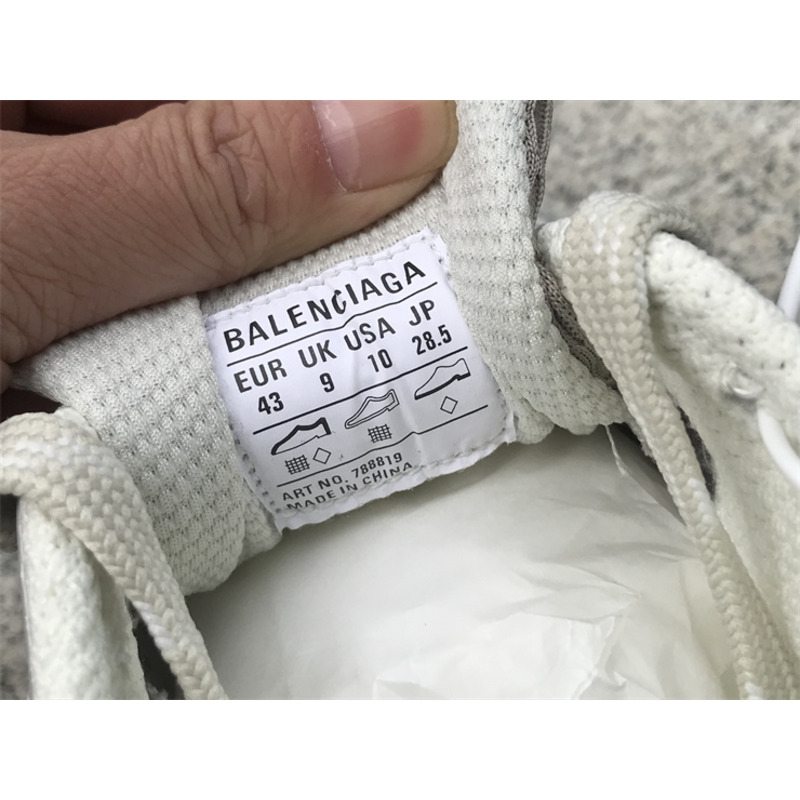 BALENCIAGA
EUR UK USA JP
43 9 10 28.5
ART NO. 788819
MADE IN CHINA